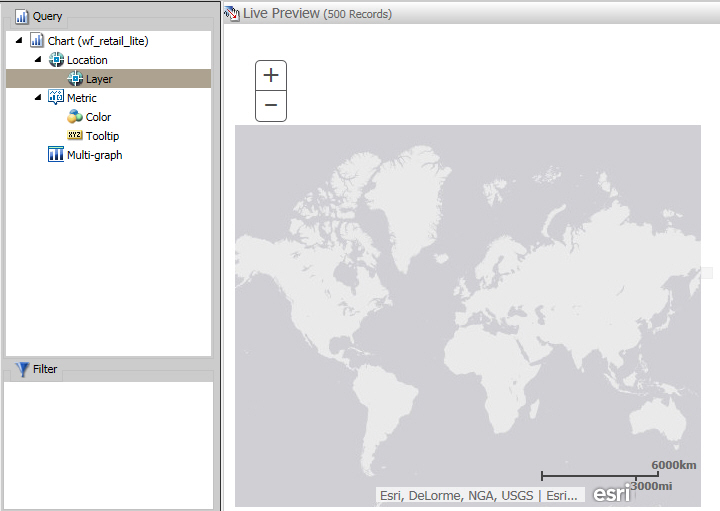 Query
Chart (wf_retail_lite)
Location
Layer
Metric
Color
XYZ Tooltip
Multi-graph
Filter
Live Preview (500 Records)
+
−
6000km
3000mi
Esri, DeLorme, NGA, USGS | Esri...
esri